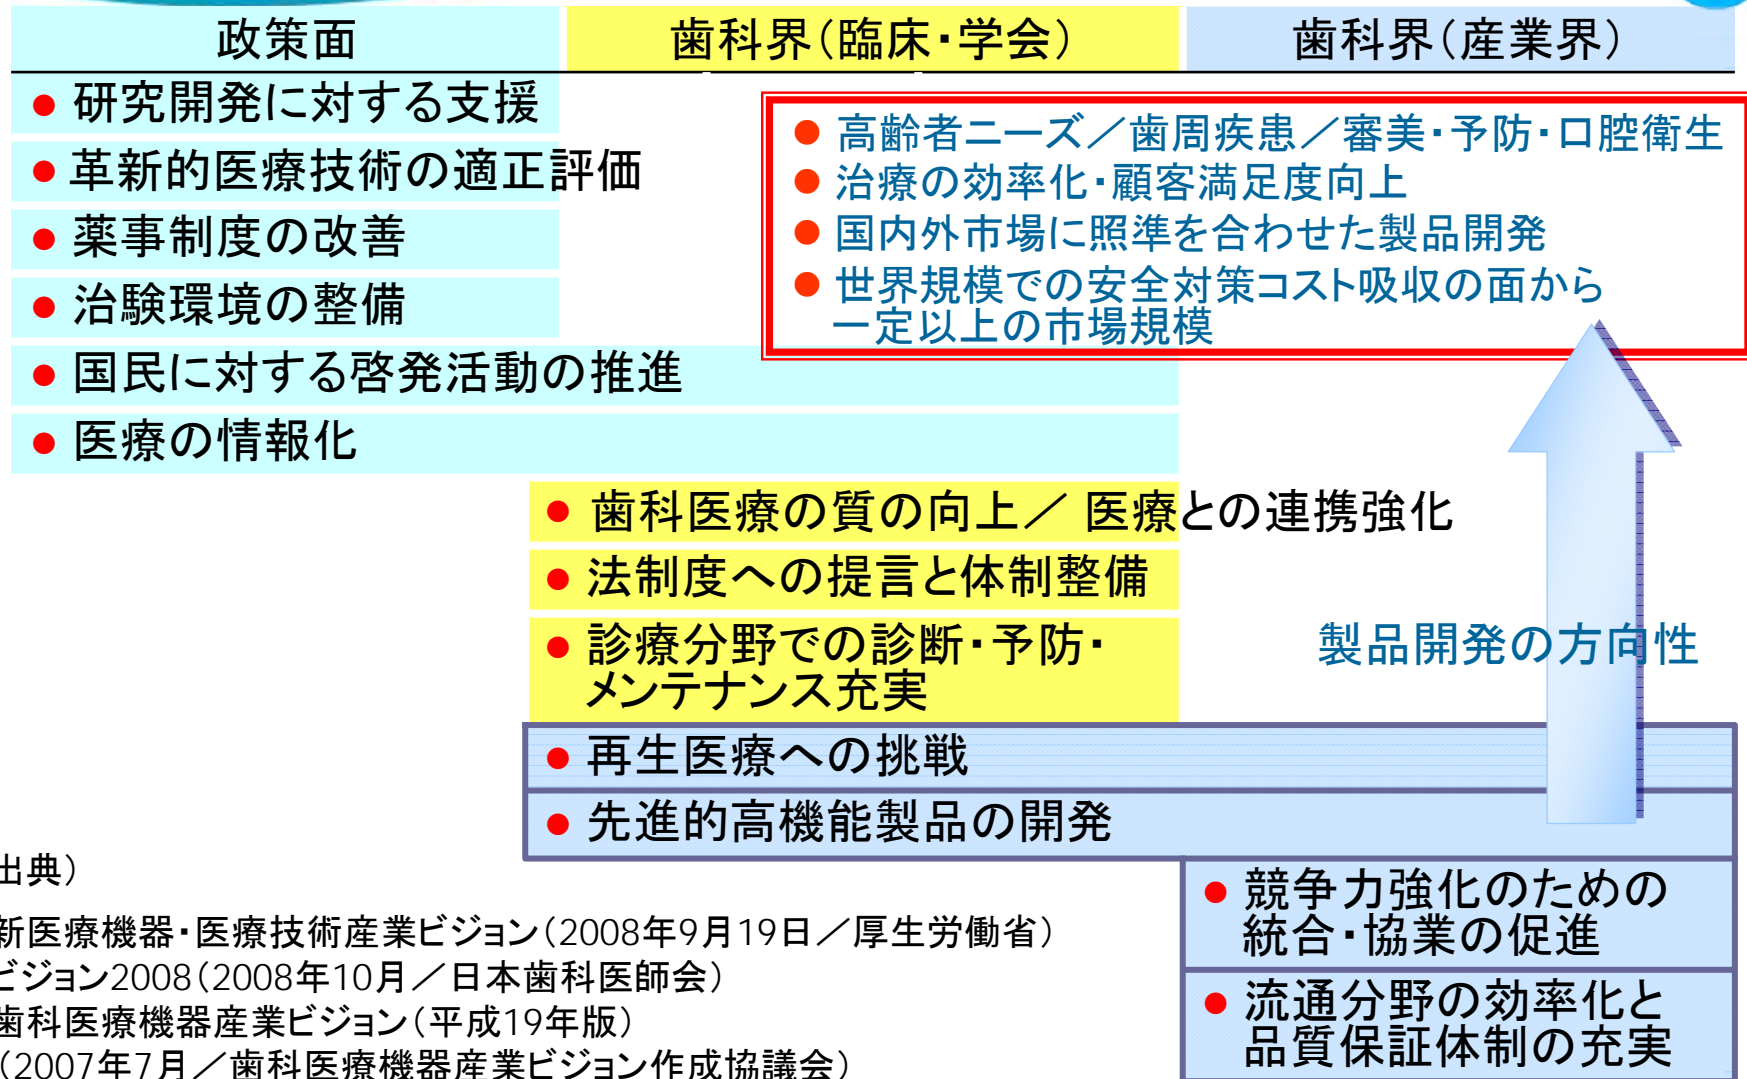 政策面
歯科界（臨床・学会）
歯科界（産業界）
● 研究開発に対する支援
● 革新的医療技術の適正評価
● 薬事制度の改善
● 治験環境の整備
● 国民に対する啓発活動の推進
● 医療の情報化
● 高齢者ニーズ／歯周疾患／審美・予防・口腔衛生
● 治療の効率化・顧客満足度向上
● 国内外市場に照準を合わせた製品開発
● 世界規模での安全対策コスト吸収の面から
一定以上の市場規模
● 歯科医療の質の向上／ 医療との連携強化
● 法制度への提言と体制整備
● 診療分野での診断・予防・
メンテナンス充実
製品開発の方向性
● 再生医療への挑戦
● 先進的高機能製品の開発
● 競争力強化のための
統合・協業の促進
● 流通分野の効率化と
品質保証体制の充実
出典）
新医療機器・医療技術産業ビジョン（2008年9月19日／厚生労働省）
ビジョン2008（2008年10月／日本歯科医師会）
歯科医療機器産業ビジョン（平成19年版）
（2007年7月／歯科医療機器産業ビジョン作成協議会）